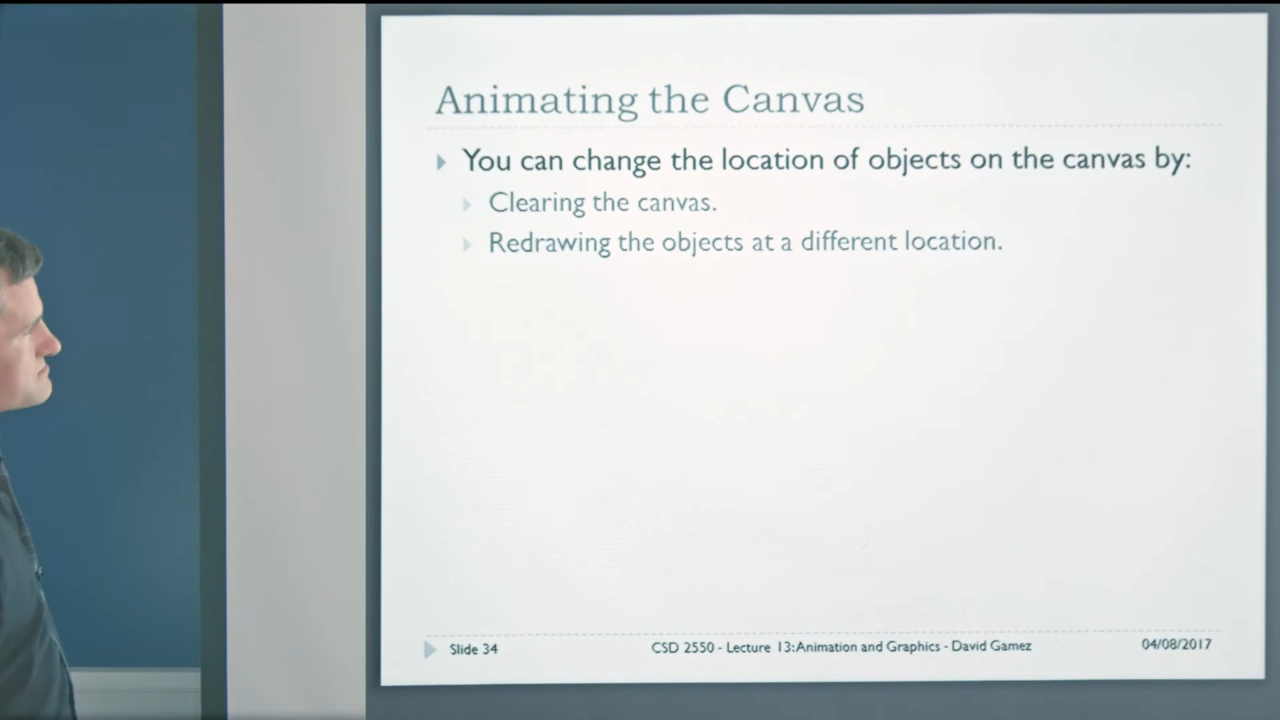 Animating the Canvas
You can change the location of objects on the canvas by:
Clearing the canvas.
Redrawing the objects at a different location.
Slide 34 CSD 2550 - Lecture 13:Animation and Graphics - David Gamez 04/08/2017